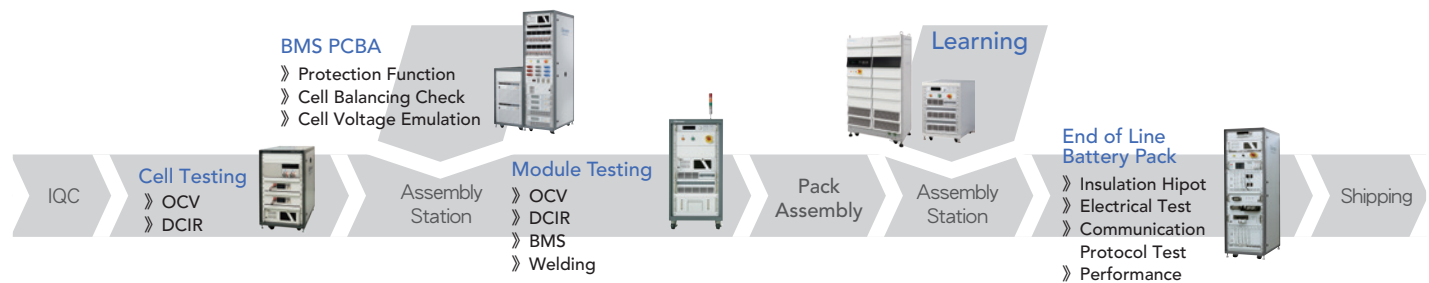 BMS PCBA
》Protection Function
》Cell Balancing Check
》Cell Voltage Emulation
Learning
IQC
Cell Testing
》OCV
》DCIR
Assembly
Station
Module Testing
》OCV
》DCIR
》BMS
》Welding
Pack
Assembly
Assembly
Station
End of Line
Battery Pack
》Insulation Hipot
》Electrical Test
》Communication
Protocol Test
》Performance
Shipping